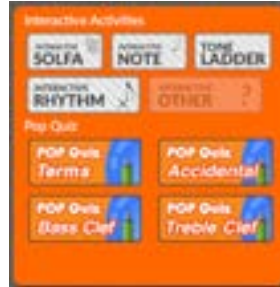 Interactive Activities
INTERACTIVE SOLFA
INTERACTIVE NOTE
TONE LADDER
INTERACTIVE RHYTHM
INTERACTIVE OTHER
Pop Quiz
POP Quiz
Terms
POP Quiz
Accidental
POP Quiz
Bass Clef
POP Quiz
Treble Clef